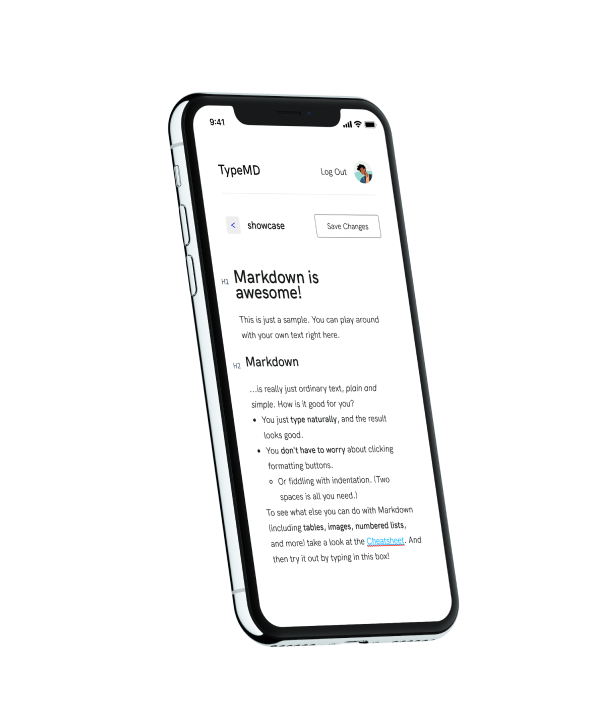 9:41
TypeMD
Log Out
<
showcase
Save Changes
H1 Markdown is
awesome!
This is just a sample. You can play around
with your own text right here.
H2 Markdown
...is really just ordinary text, plain and
simple. How is it good for you?
• You just type naturally, and the result
looks good.
• You don't have to worry about clicking
formatting buttons.
◦ Or fiddling with indentation. (Two
spaces is all you need.)
To see what else you can do with Markdown
(including tables, images, numbered lists,
and more) take a look at the Cheatsheet. And
then try it out by typing in this box!